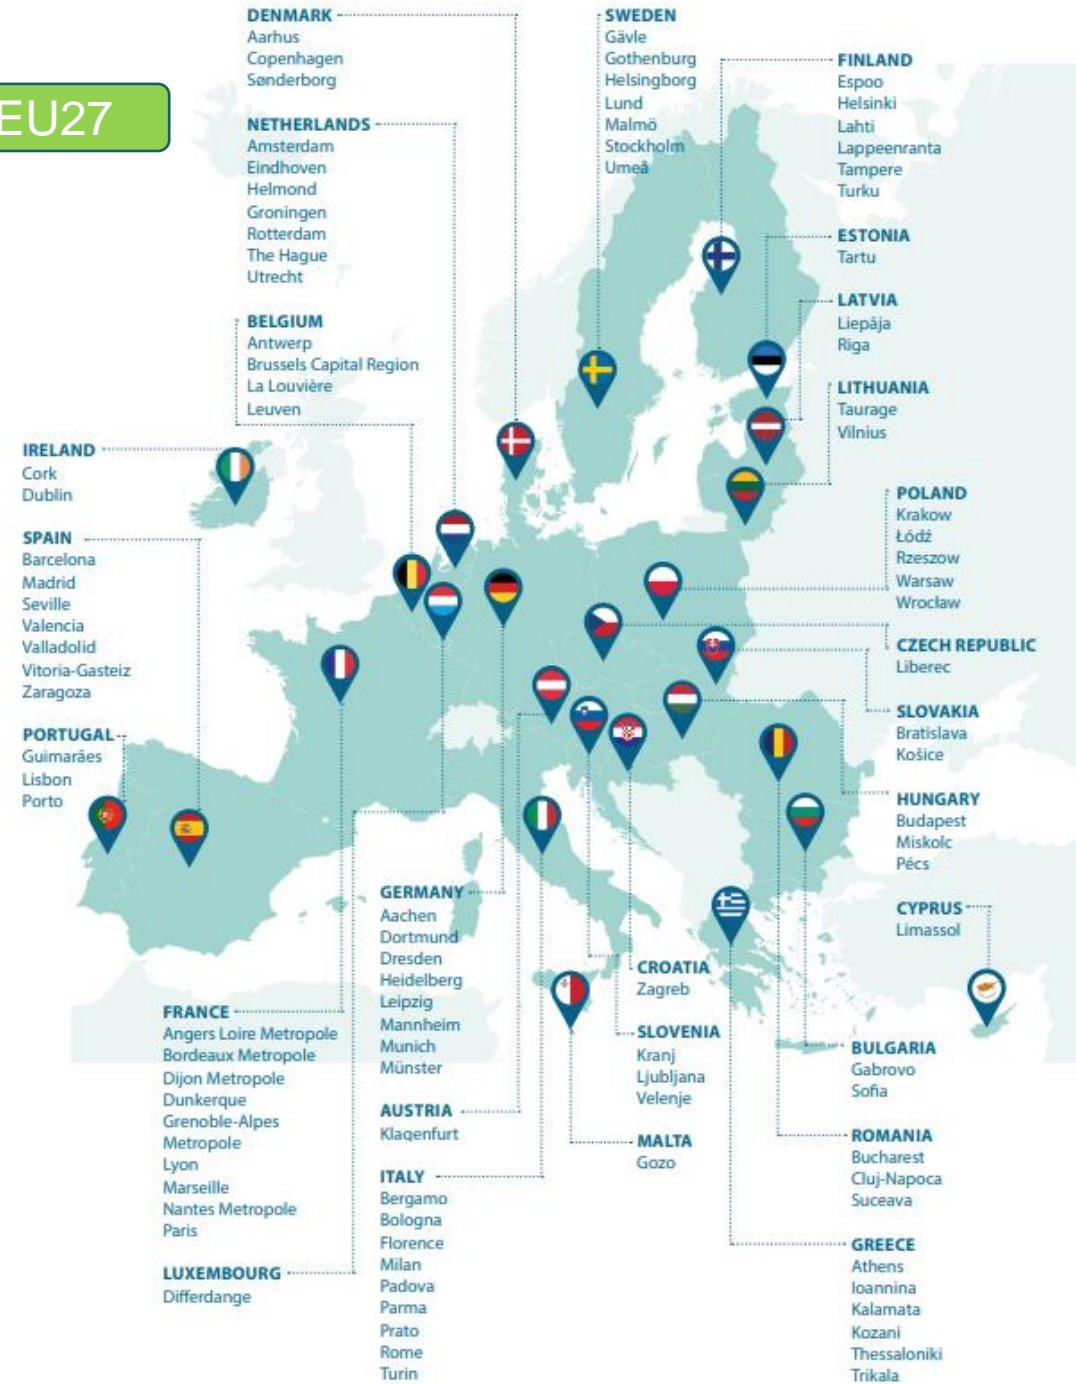 EU27
DENMARK
Aarhus
Copenhagen
Sønderborg
NETHERLANDS
Amsterdam
Eindhoven
Helmond
Groningen
Rotterdam
The Hague
Utrecht
BELGIUM
Antwerp
Brussels Capital Region
La Louvière
Leuven
SWEDEN
Gävle
Gothenburg
Helsingborg
Lund
Malmö
Stockholm
Umeå
FINLAND
Espoo
Helsinki
Lahti
Lappeenranta
Tampere
Turku
ESTONIA
Tartu
LATVIA
Liepāja
Riga
LITHUANIA
Taurage
Vilnius
IRELAND
Cork
Dublin
SPAIN
Barcelona
Madrid
Seville
Valencia
Valladolid
Vitoria-Gasteiz
Zaragoza
PORTUGAL
Guimarães
Lisbon
Porto
POLAND
Krakow
Łódź
Rzeszow
Warsaw
Wrocław
CZECH REPUBLIC
Liberec
SLOVAKIA
Bratislava
Košice
HUNGARY
Budapest
Miskolc
Pécs
CYPRUS
Limassol
FRANCE
Angers Loire Metropole
Bordeaux Metropole
Dijon Metropole
Dunkerque
Grenoble-Alpes
Metropole
Lyon
Marseille
Nantes Metropole
Paris
LUXEMBOURG
Differdange
GERMANY
Aachen
Dortmund
Dresden
Heidelberg
Leipzig
Mannheim
Munich
Münster
AUSTRIA
Klagenfurt
ITALY
Bergamo
Bologna
Florence
Milan
Padova
Parma
Prato
Rome
Turin
CROATIA
Zagreb
SLOVENIA
Kranj
Ljubljana
Velenje
MALTA
Gozo
BULGARIA
Gabrovo
Sofia
ROMANIA
Bucharest
Cluj-Napoca
Suceava
GREECE
Athens
Ioannina
Kalamata
Kozani
Thessaloniki
Trikala